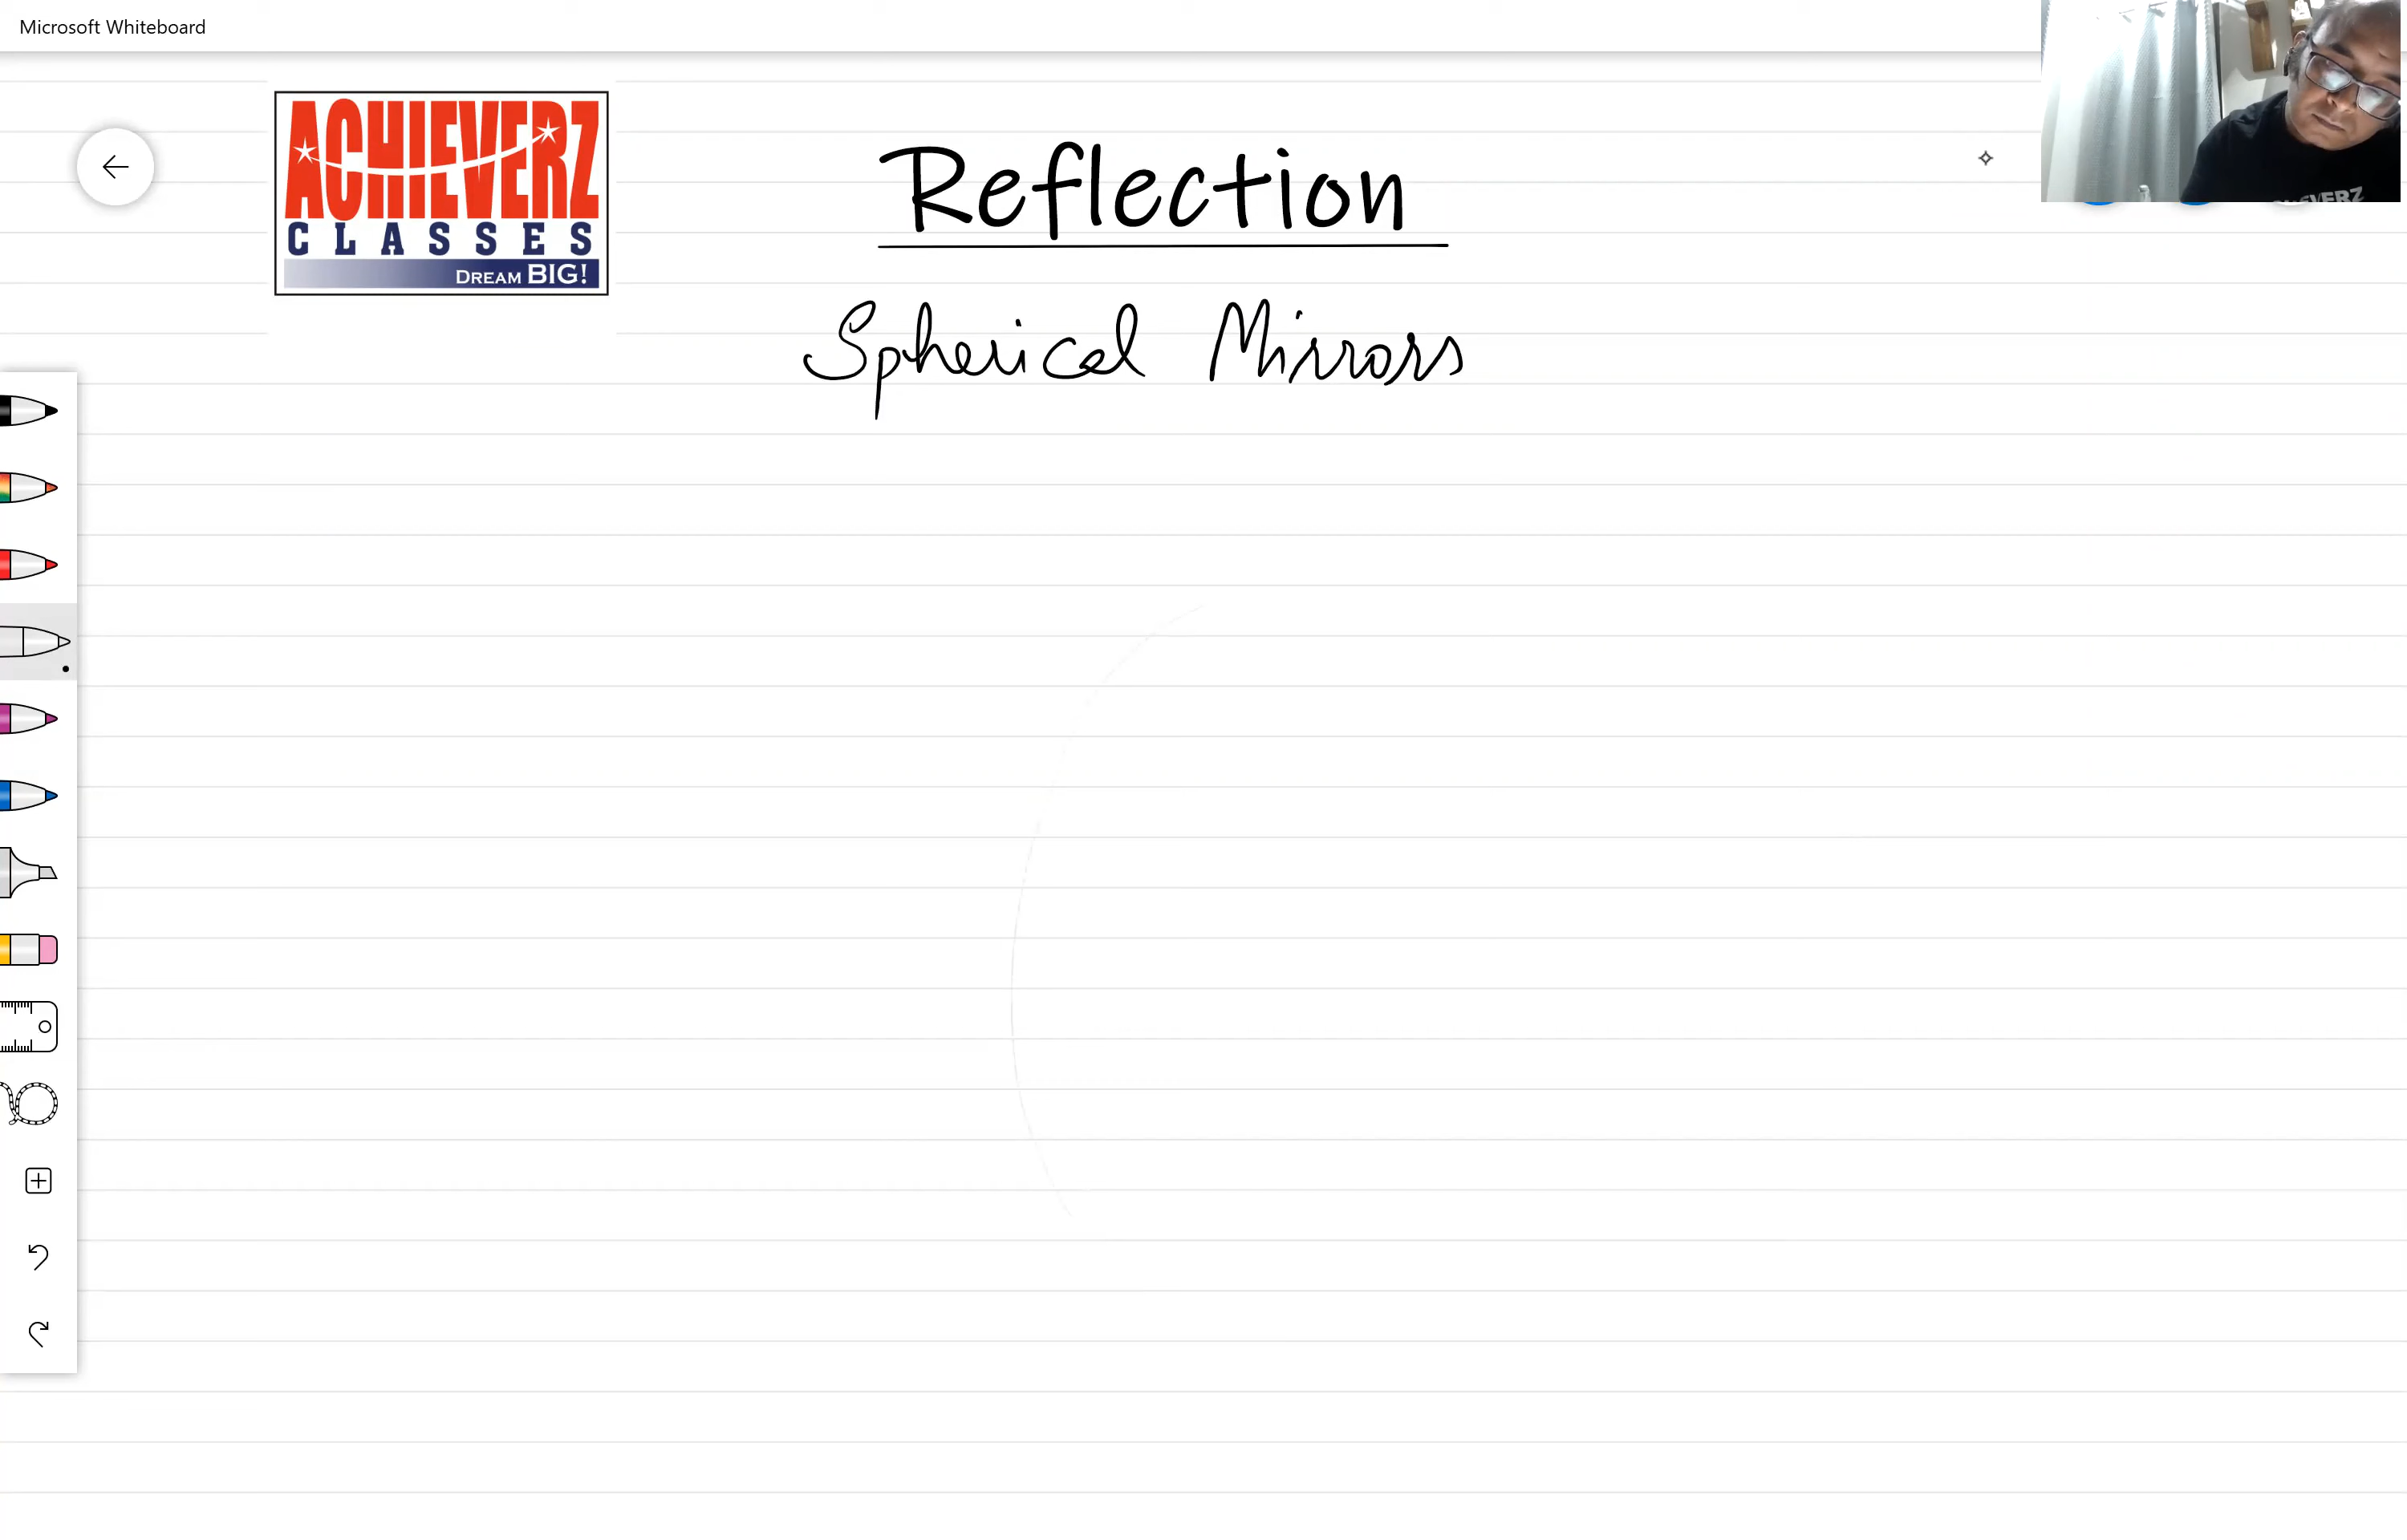 Microsoft Whiteboard
ACHIEVERZ
CLASSES
DREAM BIG!
Reflection
Spherical Mirrors